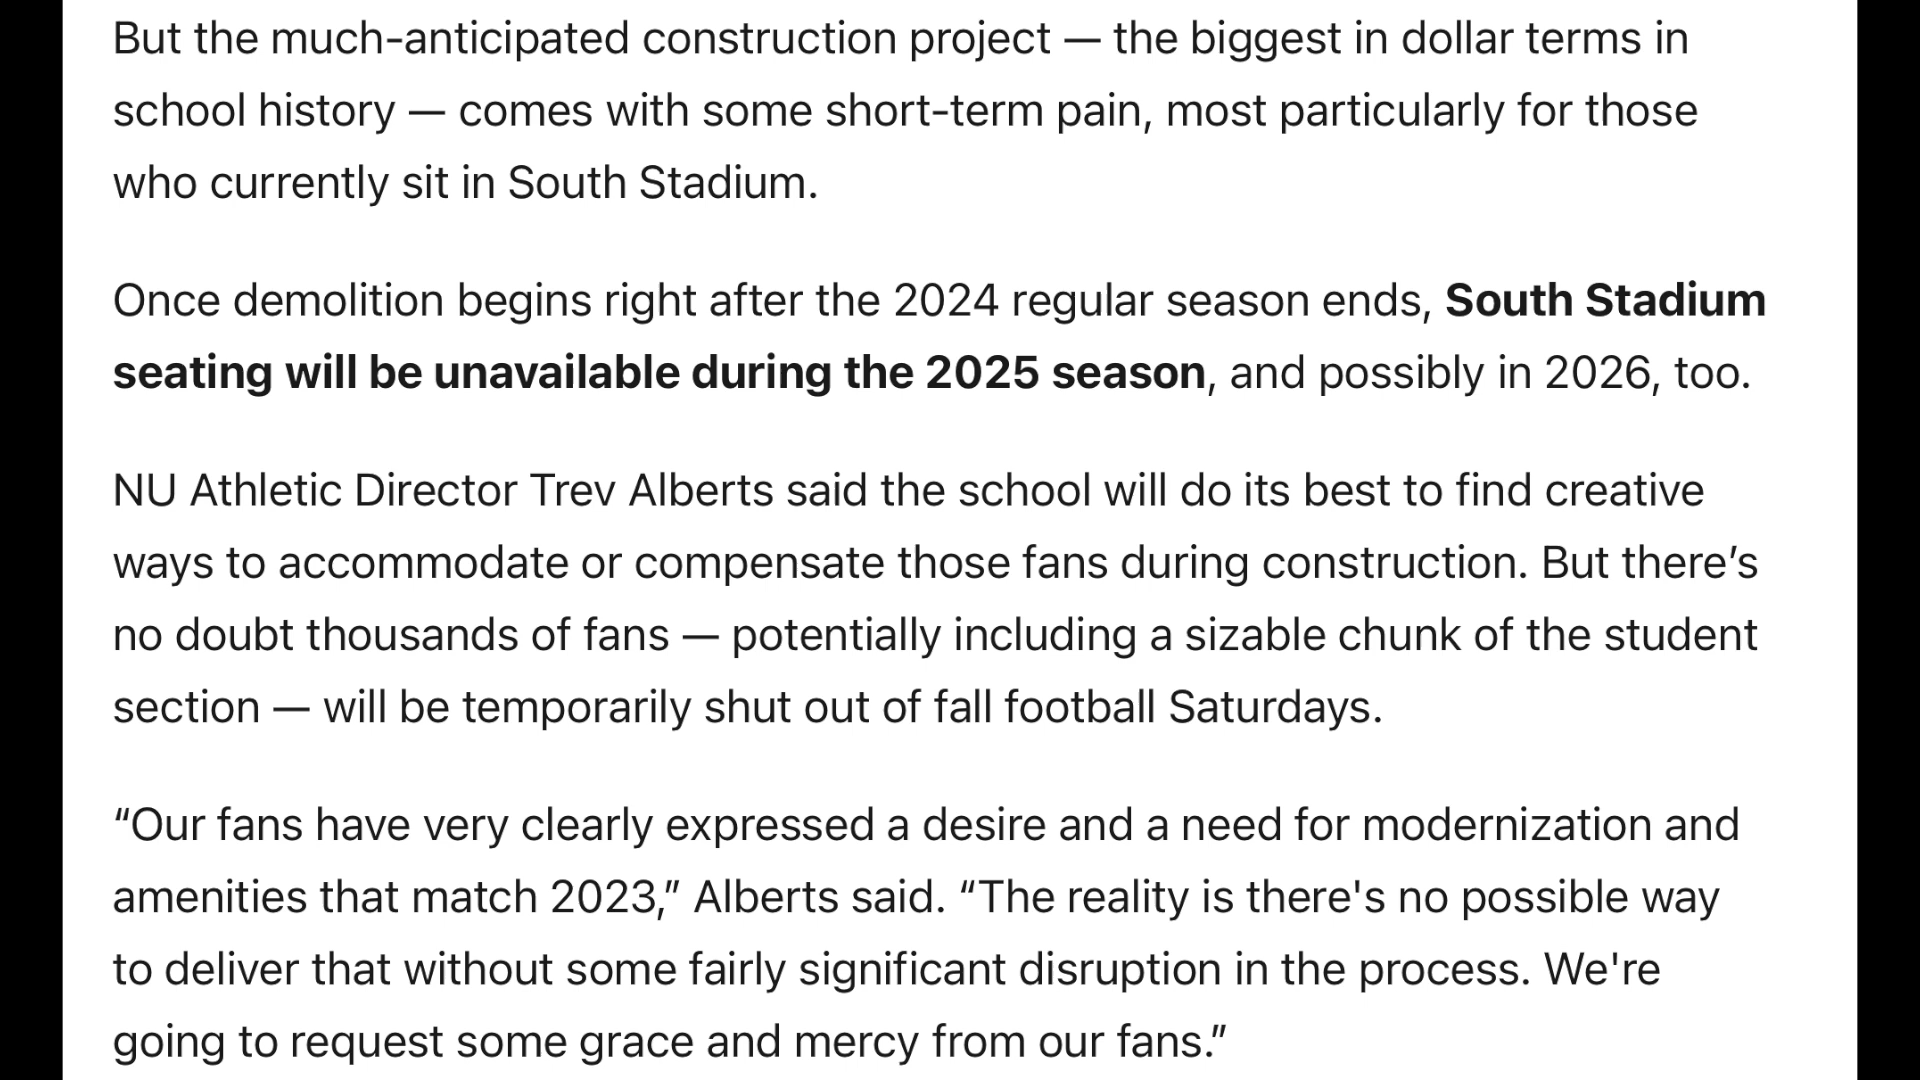 But the much-anticipated construction project — the biggest in dollar terms in
school history — comes with some short-term pain, most particularly for those
who currently sit in South Stadium.
Once demolition begins right after the 2024 regular season ends, South Stadium
seating will be unavailable during the 2025 season, and possibly in 2026, too.
NU Athletic Director Trev Alberts said the school will do its best to find creative
ways to accommodate or compensate those fans during construction. But there’s
no doubt thousands of fans — potentially including a sizable chunk of the student
section — will be temporarily shut out of fall football Saturdays.
“Our fans have very clearly expressed a desire and a need for modernization and
amenities that match 2023,” Alberts said. “The reality is there's no possible way
to deliver that without some fairly significant disruption in the process. We're
going to request some grace and mercy from our fans.”